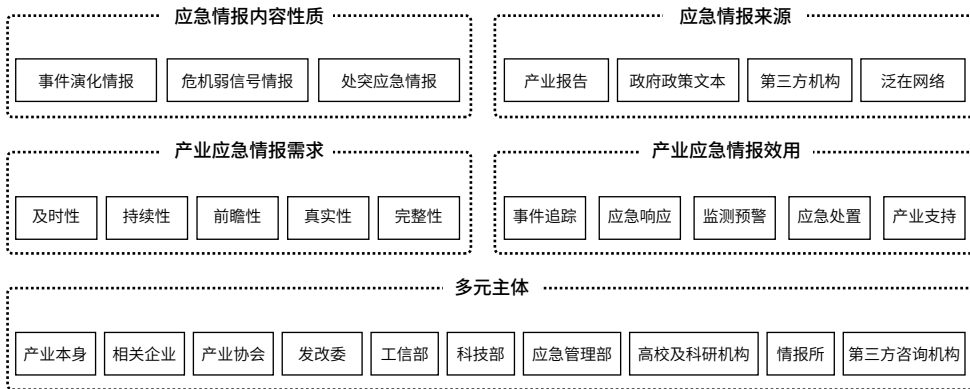 应急情报内容性质
事件演化情报 危机弱信号情报 处突应急情报
应急情报来源
产业报告 政府政策文本 第三方机构 泛在网络
产业应急情报需求
及时性 持续性 前瞻性 真实性 完整性
产业应急情报效用
事件追踪 应急响应 监测预警 应急处置 产业支持
多元主体
产业本身 相关企业 产业协会 发改委 工信部 科技部 应急管理部 高校及科研机构 情报所 第三方咨询机构